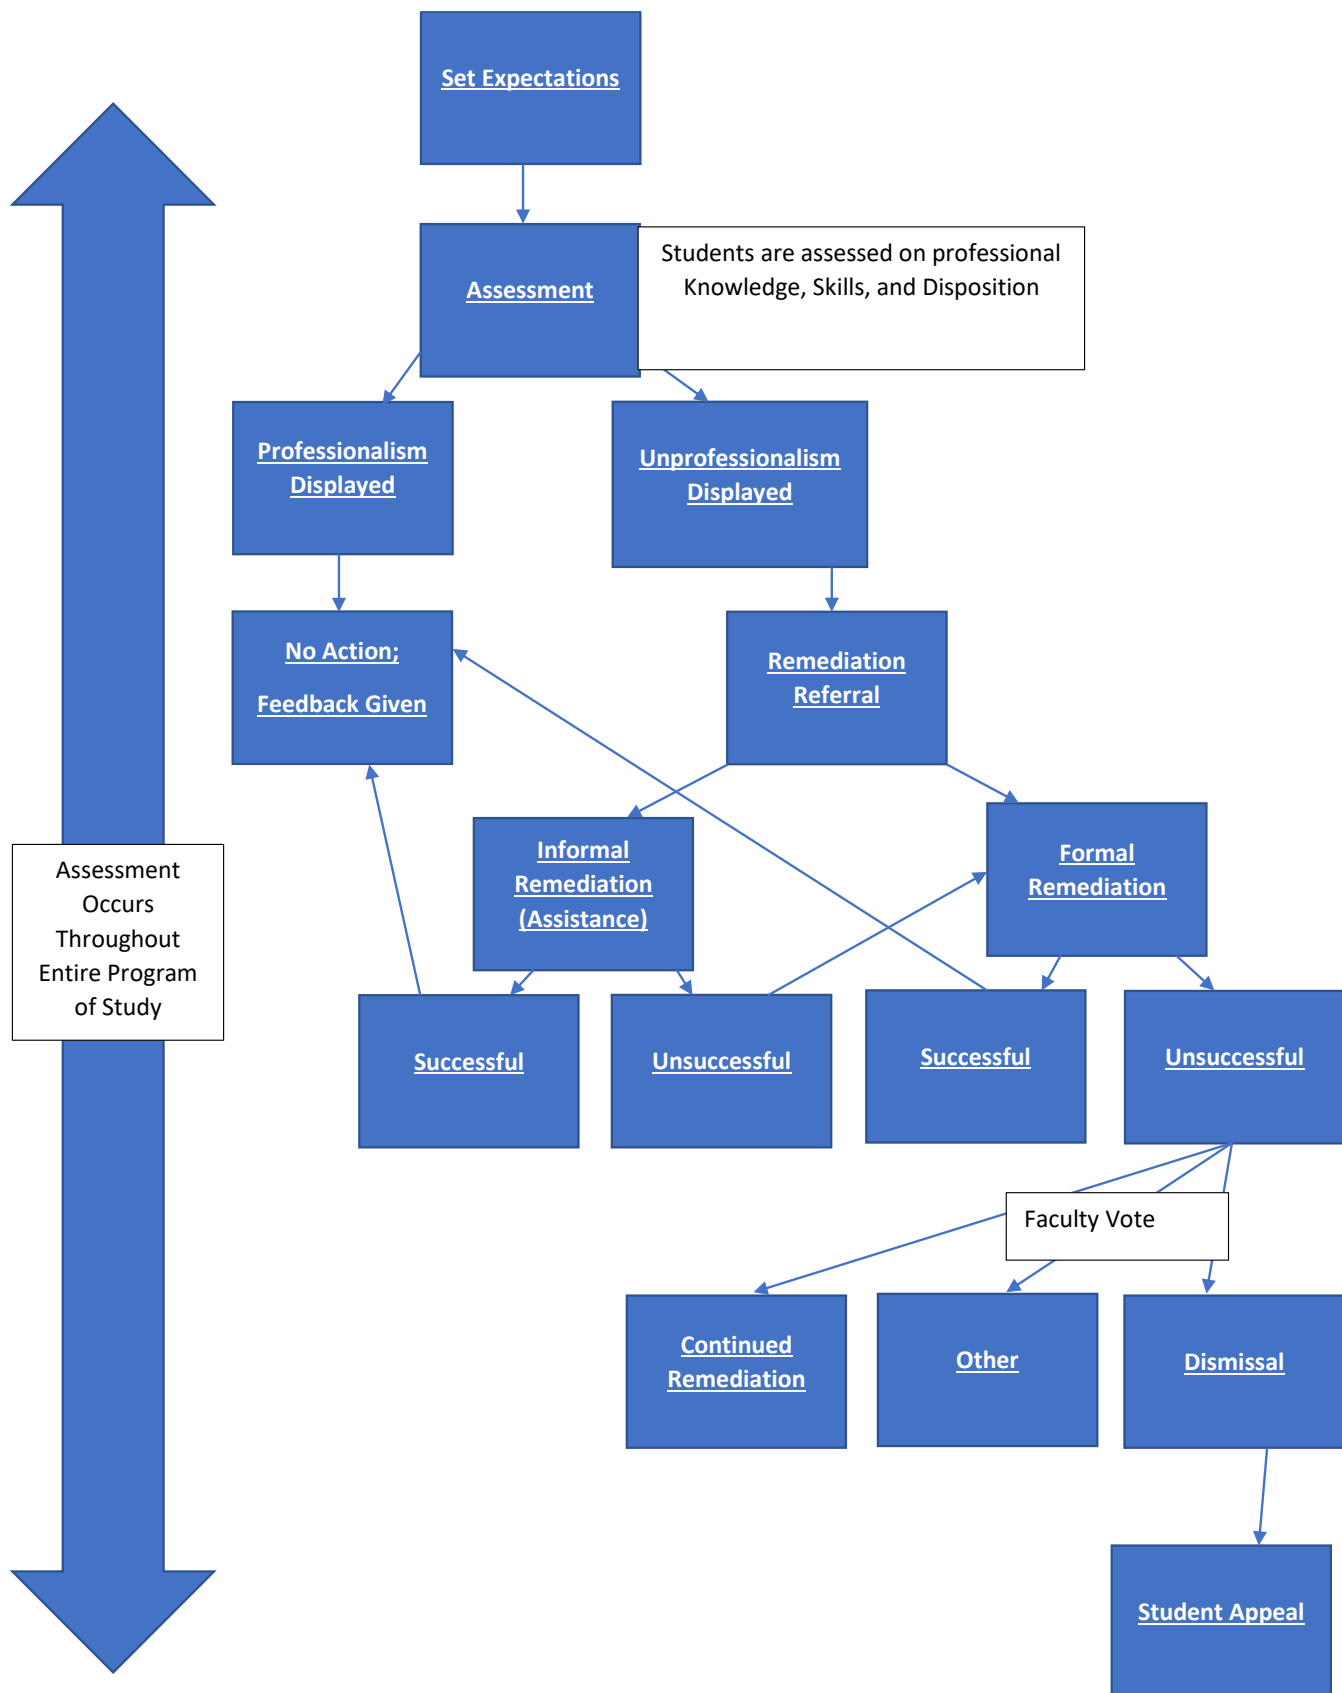 Set Expectations
Assessment
Students are assessed on professional
Knowledge, Skills, and Disposition
Professionalism
Displayed
Unprofessionalism
Displayed
No Action;
Feedback Given
Remediation
Referral
Informal
Remediation
(Assistance)
Formal
Remediation
Assessment
Occurs
Throughout
Entire Program
of Study
Successful
Unsuccessful
Successful
Unsuccessful
Faculty Vote
Continued
Remediation
Other
Dismissal
Student Appeal